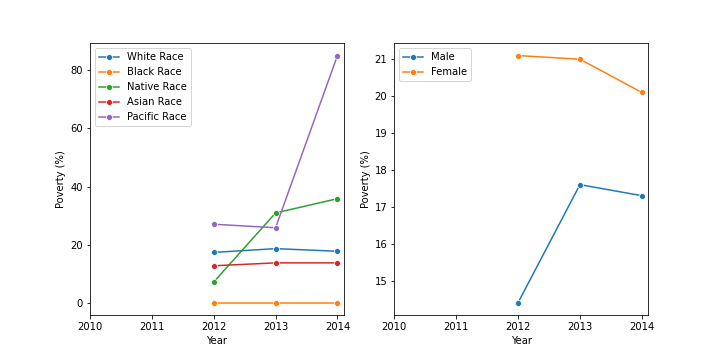 White Race
Black Race
Native Race
Asian Race
Pacific Race
80
60
40
20
0
Poverty (%)
2010 2011 2012 2013 2014
Year
Male
Female
21
20
19
18
17
16
15
Poverty (%)
2010 2011 2012 2013 2014
Year